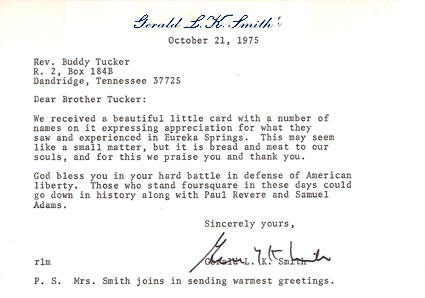 Gerald L. K. Smith
October 21, 1975
Rev. Buddy Tucker
R. 2, Box 184B
Dandridge, Tennessee 37725
Dear Brother Tucker:
We received a beautiful little card with a number of
names on it expressing appreciation for what they
saw and experienced in Eureka Springs. This may seem
like a small matter, but it is bread and meat to our
souls, and for this we praise you and thank you.
God bless you in your hard battle in defense of American
liberty. Those who stand foursquare in these days could
go down in history along with Paul Revere and Samuel
Adams.
Sincerely yours,
Gerald L. K. Smith
rlm
P. S. Mrs. Smith joins in sending warmest greetings.